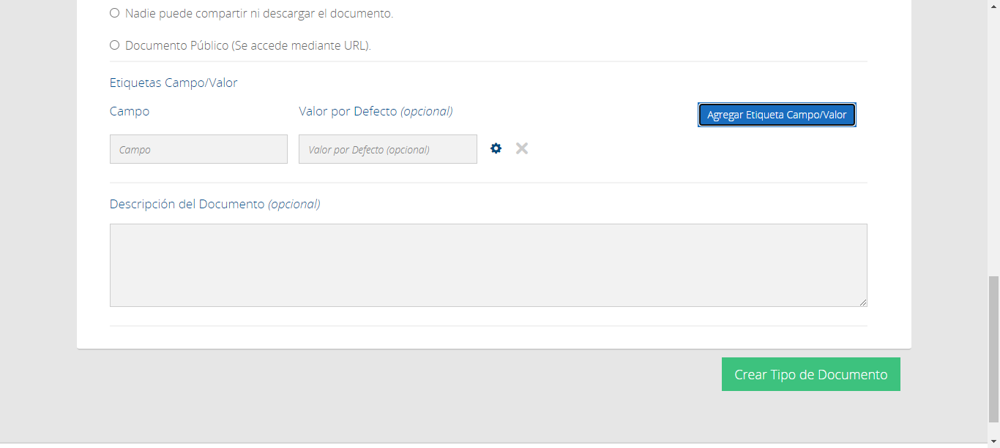 Nadie puede compartir ni descargar el documento.
Documento Público (Se accede mediante URL).
Etiquetas Campo/Valor
Campo
Valor por Defecto (opcional)
Agregar Etiqueta Campo/Valor
Campo
Valor por Defecto (opcional)
Descripción del Documento (opcional)
Crear Tipo de Documento